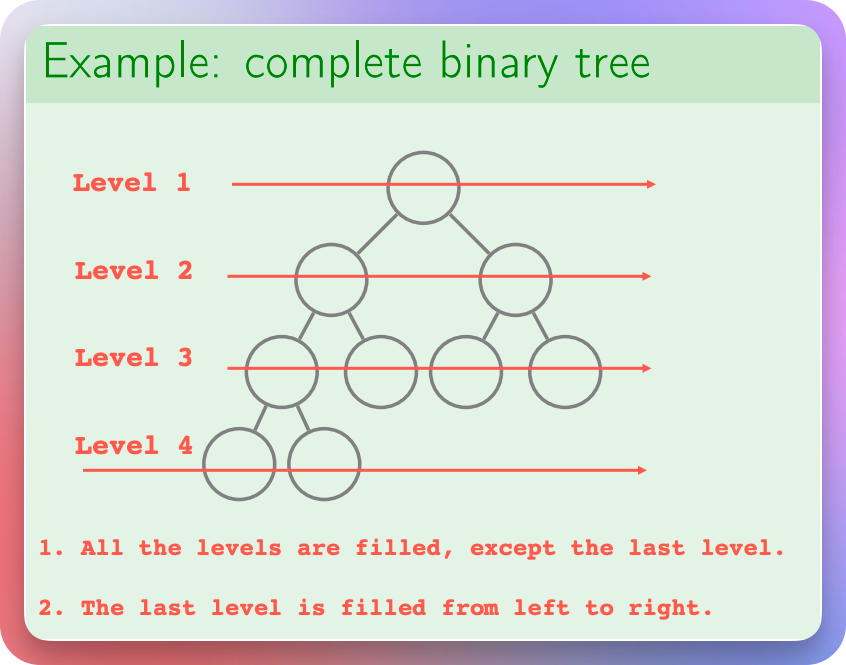 Example: complete binary tree
Level 1
Level 2
Level 3
Level 4
1. All the levels are filled, except the last level.
2. The last level is filled from left to right.